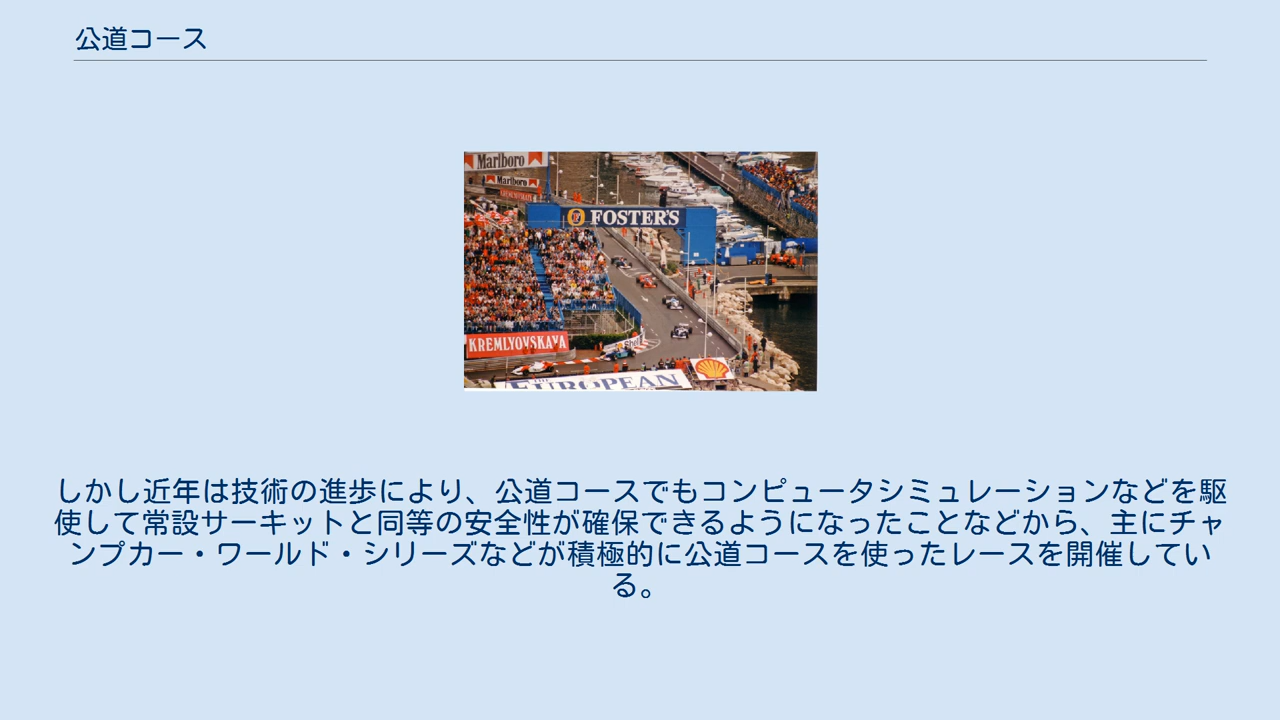 公道コース
Marlboro
Marlboro
FOSTER'S
KREMLYOVSKAYA
Shell
THE EUROPEAN
しかし近年は技術の進歩により、公道コースでもコンピュータシミュレーションなどを駆
使して常設サーキットと同等の安全性が確保できるようになったことなどから、主にチャ
ンプカー・ワールド・シリーズなどが積極的に公道コースを使ったレースを開催してい
る。